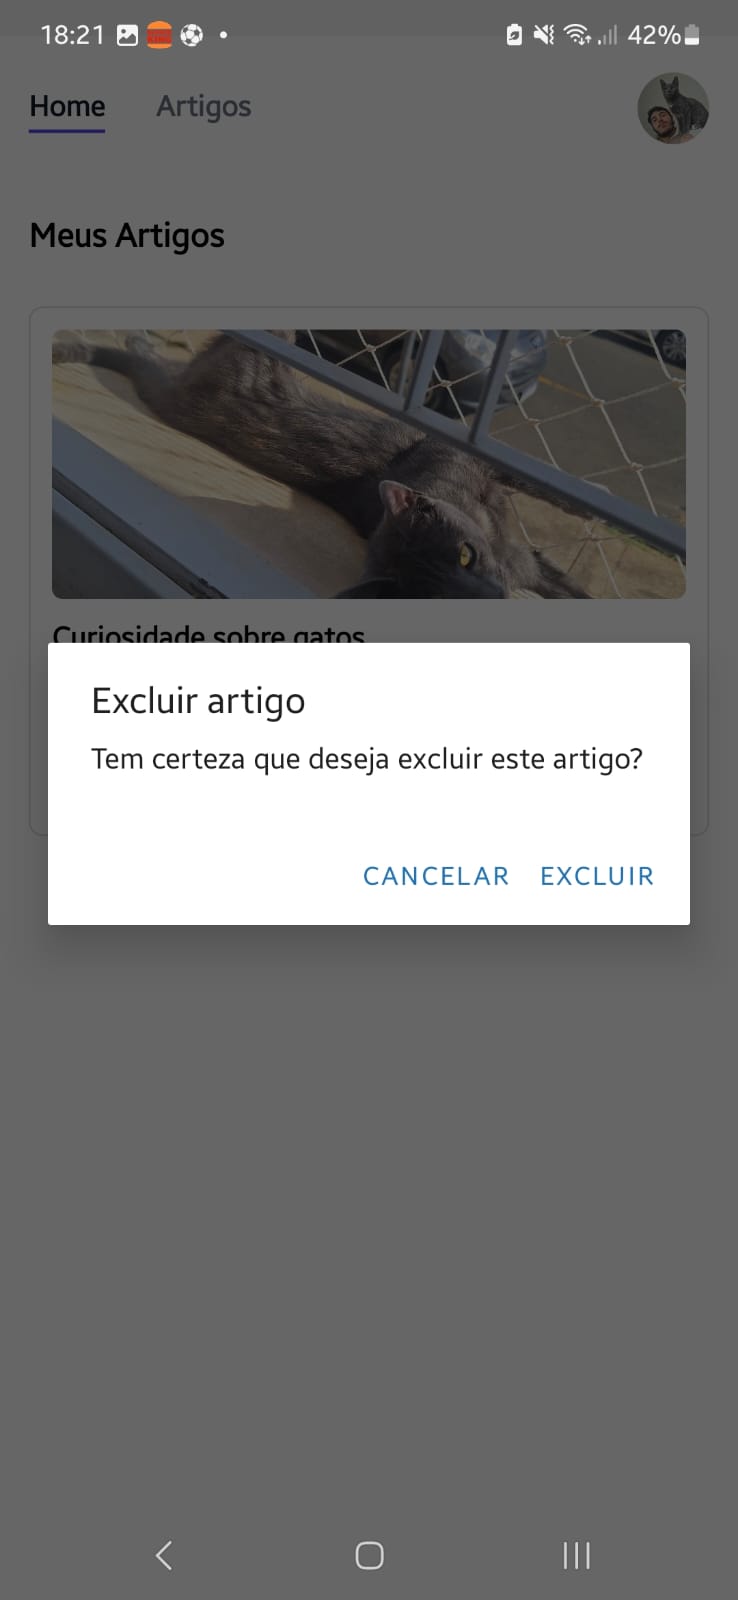 18:21
42%
Home Artigos
Meus Artigos
Curiosidade sobre gatos
Excluir artigo
Tem certeza que deseja excluir este artigo?
CANCELAR EXCLUIR